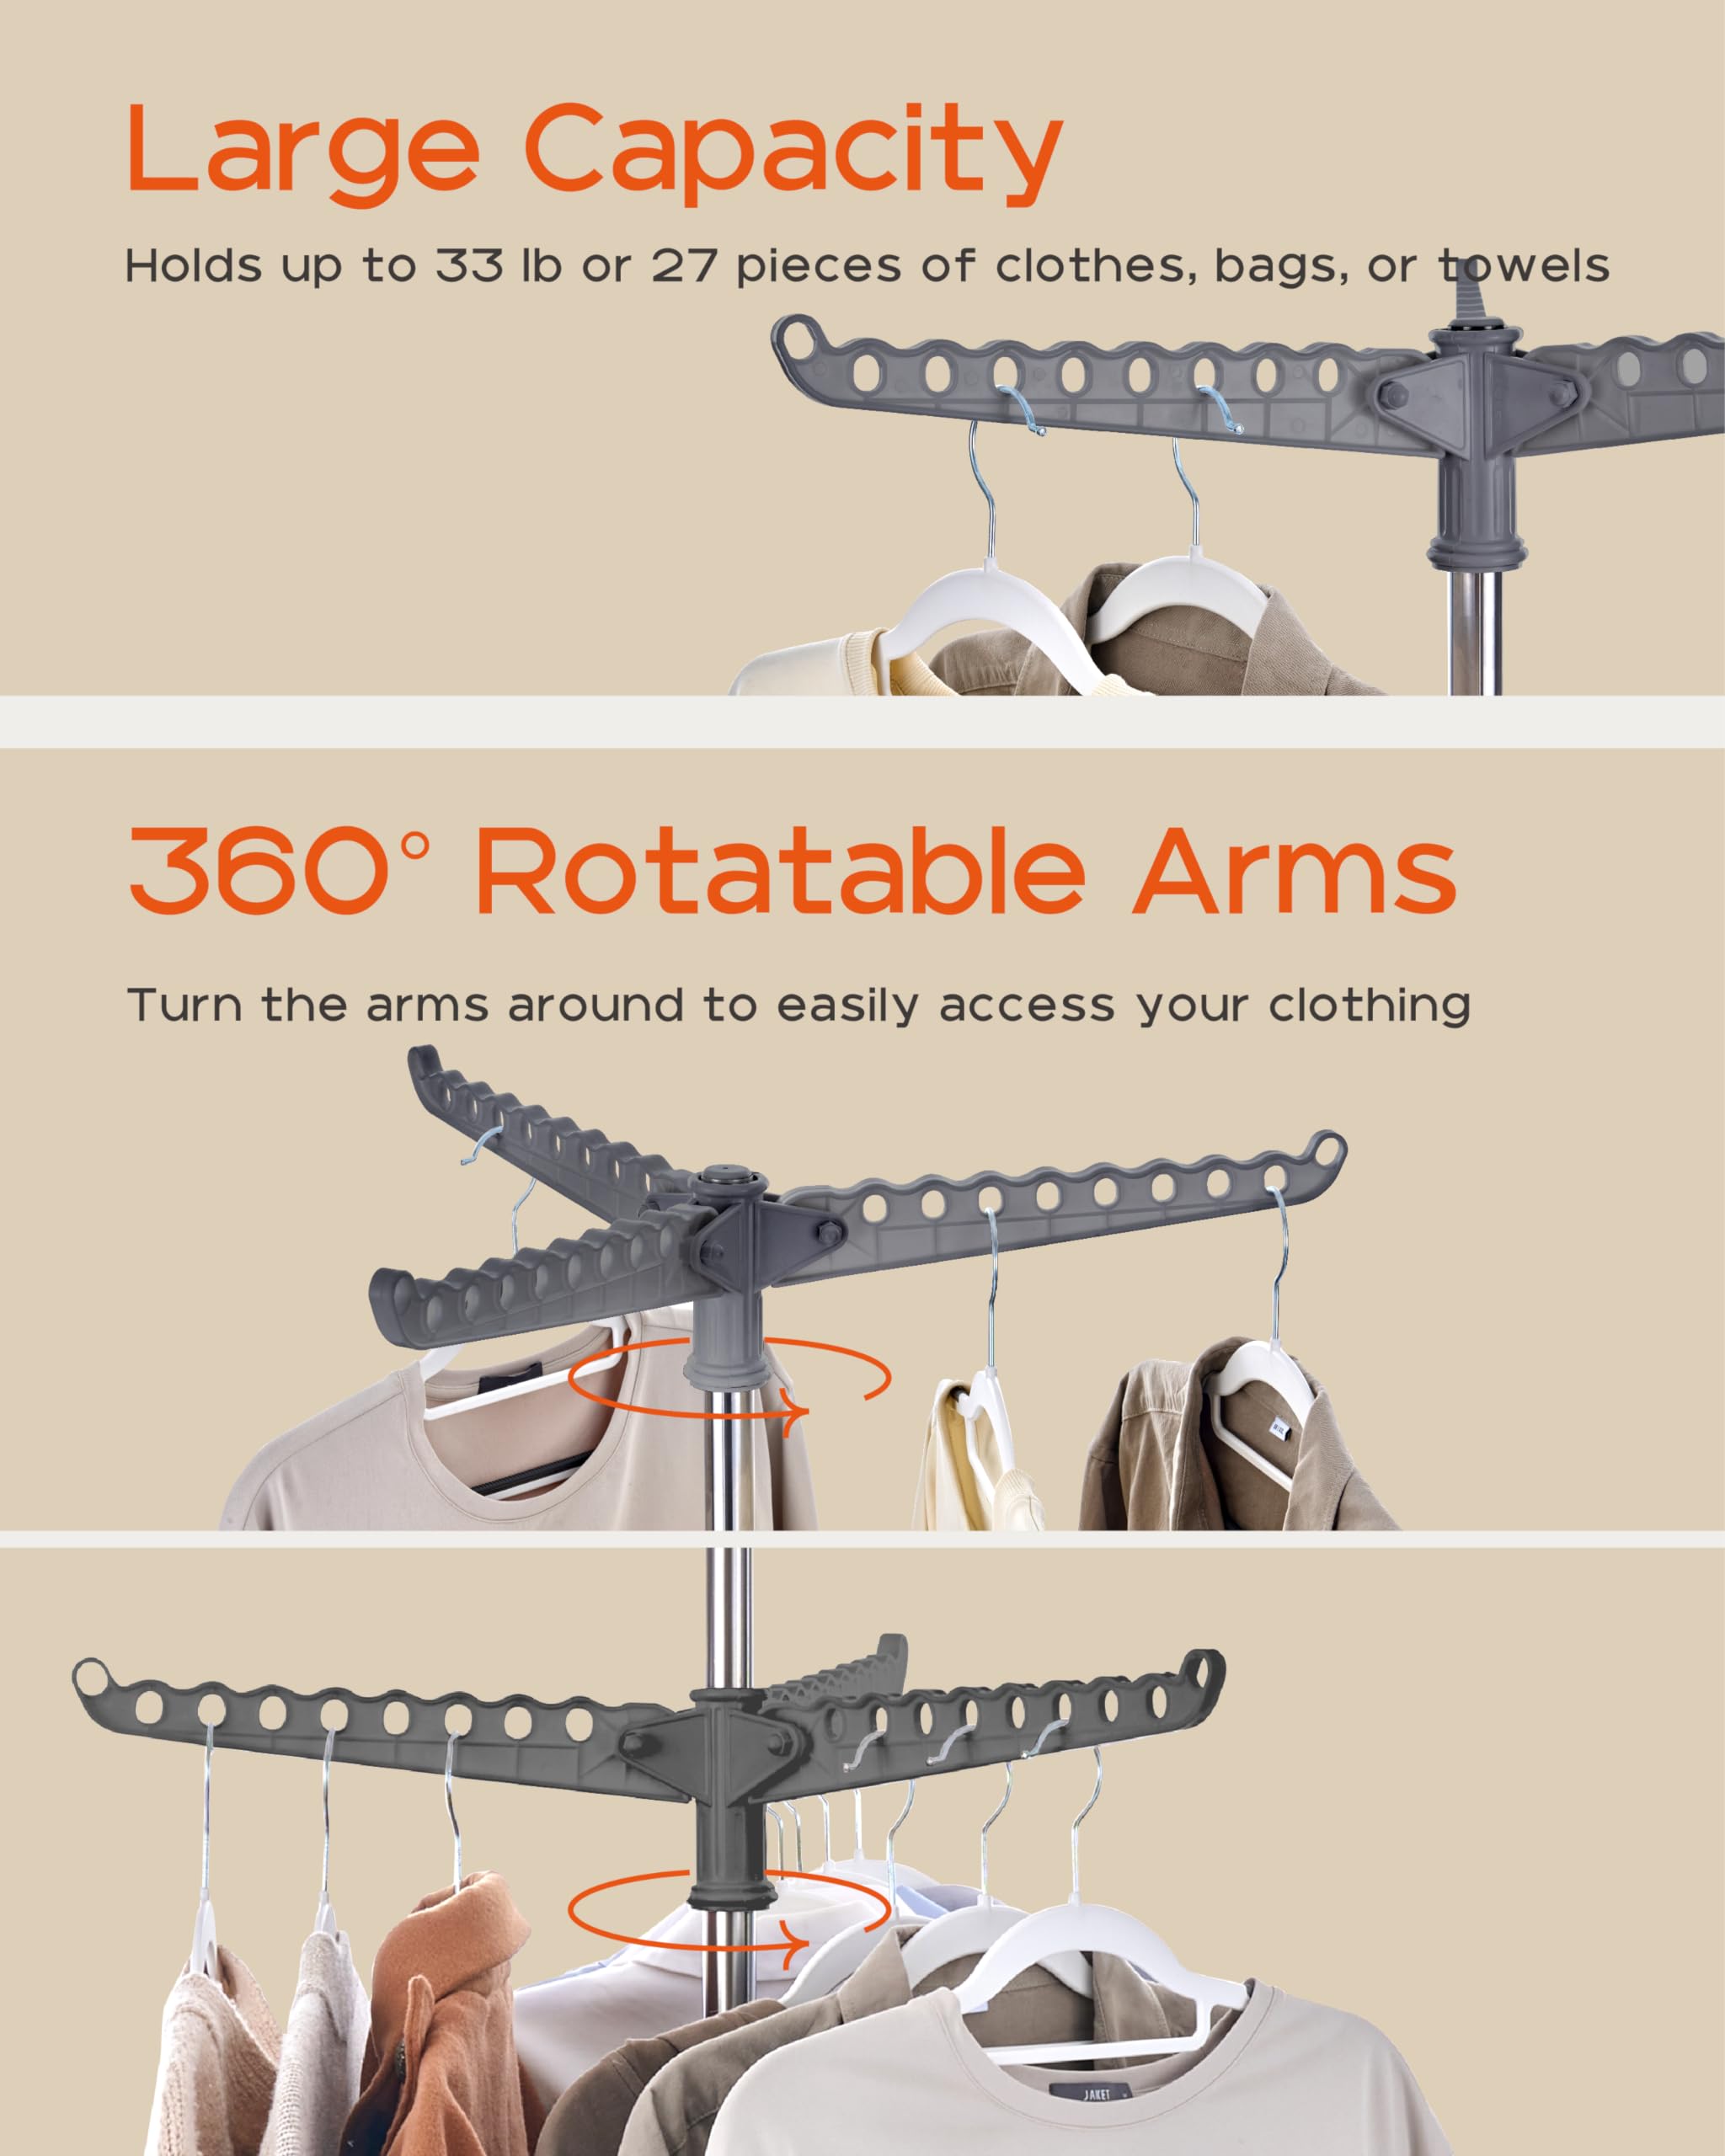 Large Capacity
Holds up to 33 lb or 27 pieces of clothes, bags, or towels
360° Rotatable Arms
Turn the arms around to easily access your clothing
JAKET